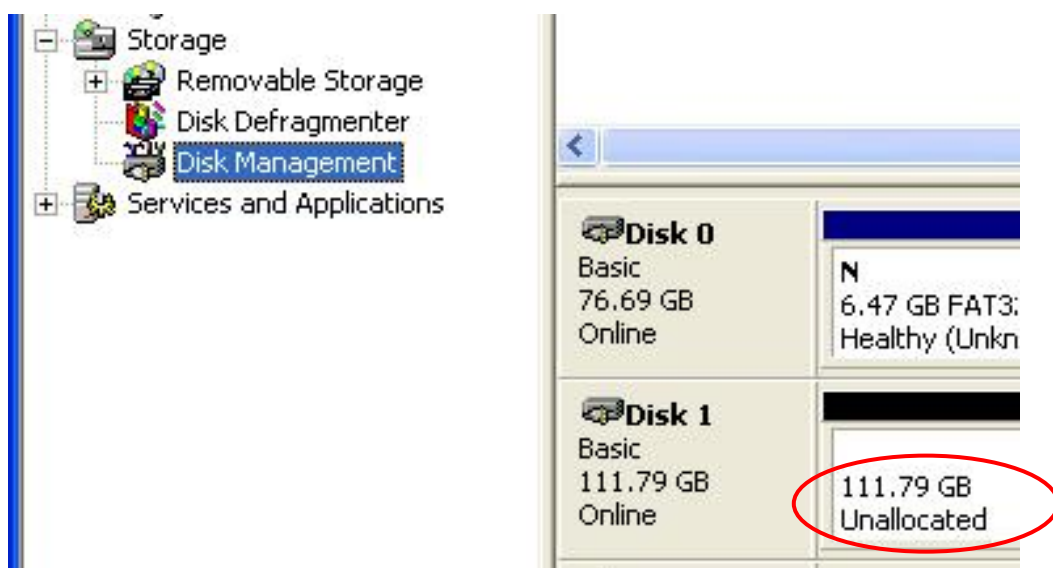 Storage
Removable Storage
Disk Defragmenter
Disk Management
Services and Applications
Disk 0
Basic
76.69 GB
Online
N
6.47 GB FAT3
Healthy (Unkn
Disk 1
Basic
111.79 GB
Online
111.79 GB
Unallocated